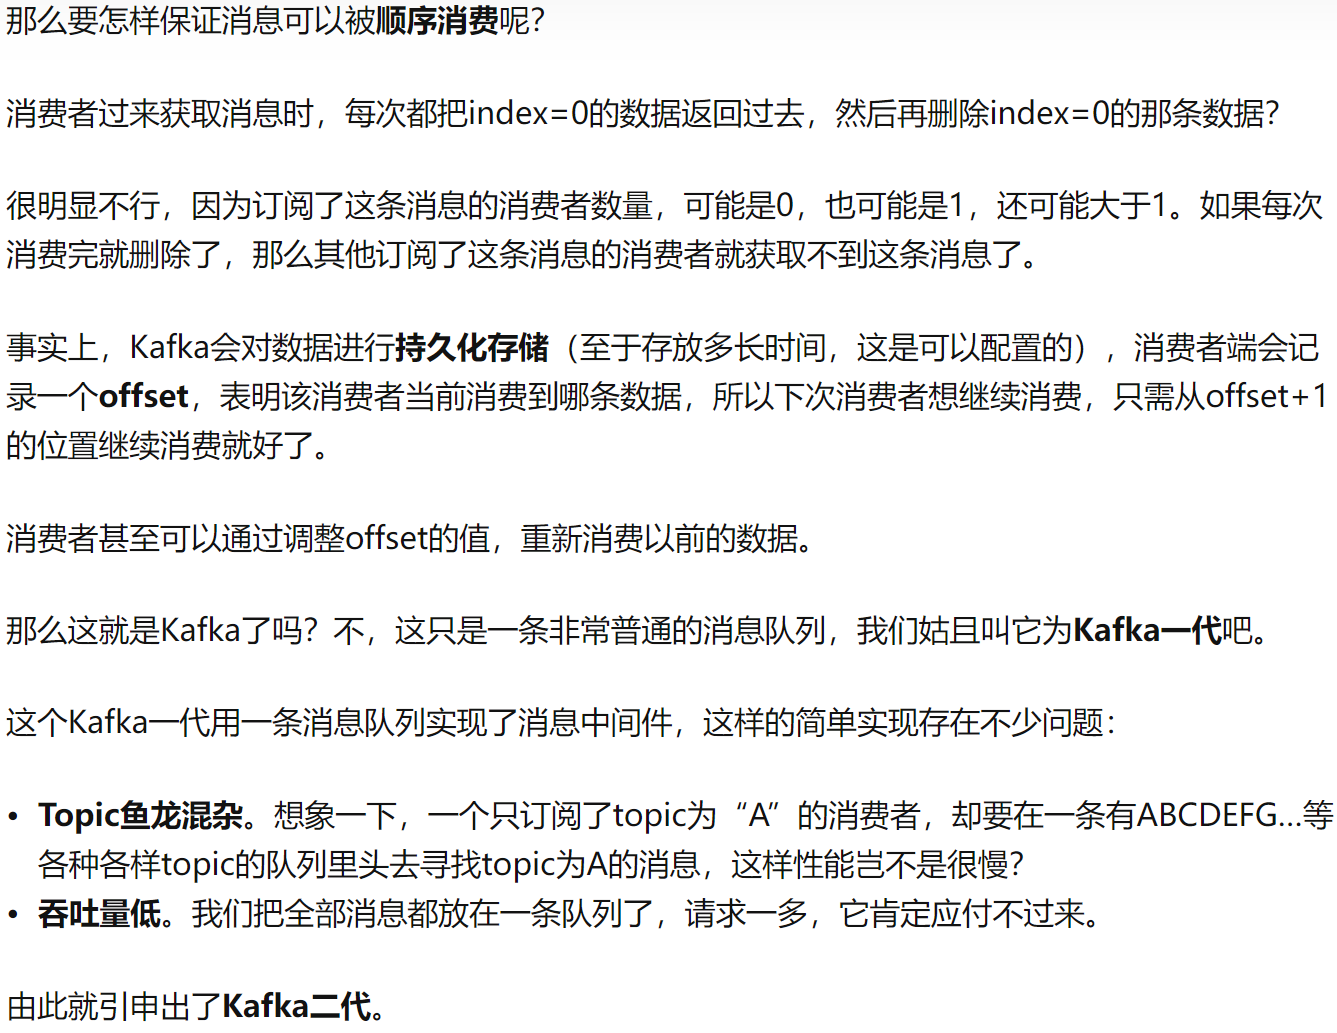 那么要怎样保证消息可以被顺序消费呢？
消费者过来获取消息时，每次都把index=0的数据返回过去，然后再删除index=0的那条数据？
很明显不行，因为订阅了这条消息的消费者数量，可能是0，也可能是1，还可能大于1。如果每次
消费完就删除了，那么其他订阅了这条消息的消费者就获取不到这条消息了。
事实上，Kafka会对数据进行持久化存储（至于存放多长时间，这是可以配置的），消费者端会记
录一个offset，表明该消费者当前消费到哪条数据，所以下次消费者想继续消费，只需从offset+1
的位置继续消费就好了。
消费者甚至可以通过调整offset的值，重新消费以前的数据。
那么这就是Kafka了吗？不，这只是一条非常普通的消息队列，我们姑且叫它为Kafka一代吧。
这个Kafka一代用一条消息队列实现了消息中间件，这样的简单实现存在不少问题：
• Topic鱼龙混杂。想象一下，一个只订阅了topic为“A”的消费者，却要在一条有ABCDEFG...等
各种各样topic的队列里头去寻找topic为A的消息，这样性能岂不是很慢？
• 吞吐量低。我们把全部消息都放在一条队列了，请求一多，它肯定应付不过来。
由此就引申出了Kafka二代。